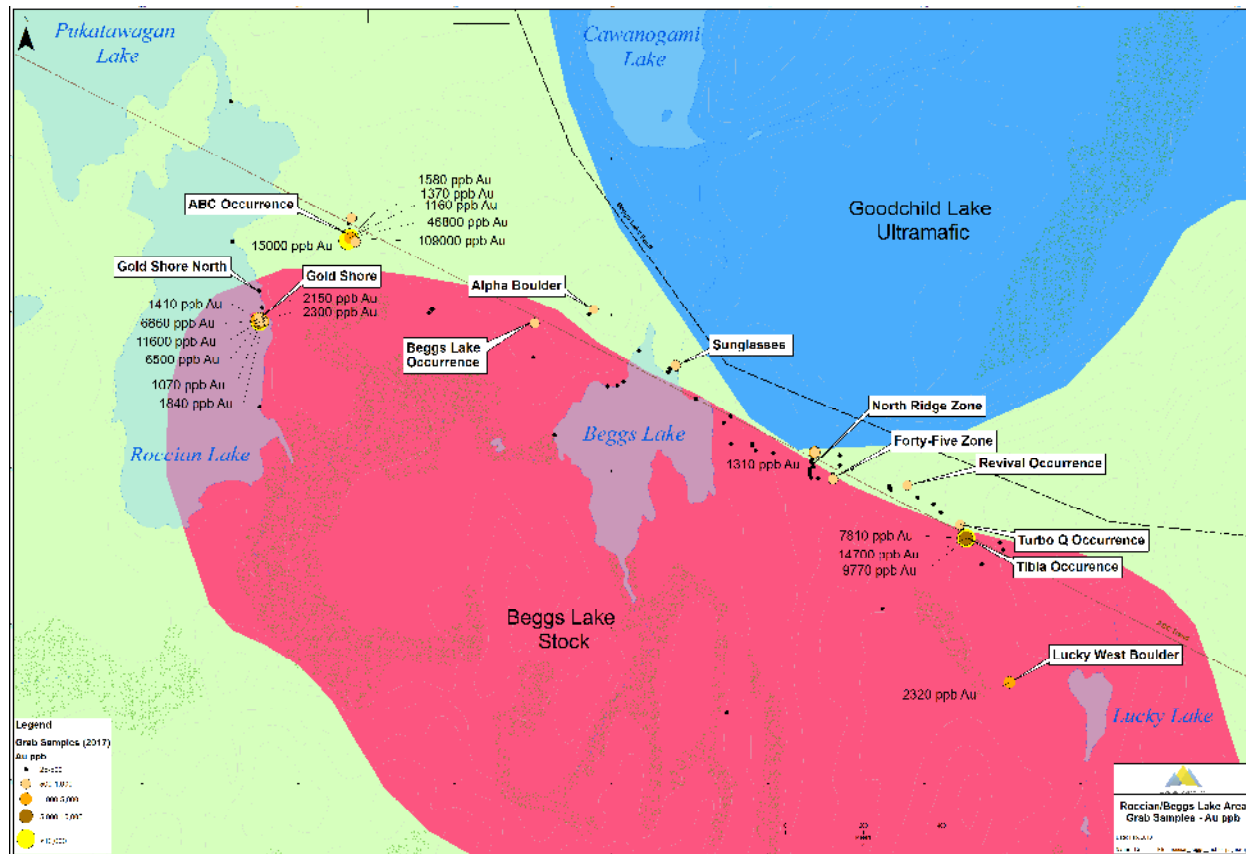 Pukatawagan
Lake
Cawanogami
Lake
1580 ppb Au
1370 ppb Au
1160 ppb Au
46800 ppb Au
109000 ppb Au
ABC Occurrence
15000 ppb Au
Goodchild Lake
Ultramafic
Beggs Lake Fault
Gold Shore North
Gold Shore
2150 ppb Au
2300 ppb Au
1410 ppb Au
6860 ppb Au
11600 ppb Au
6500 ppb Au
1070 ppb Au
1840 ppb Au
Alpha Boulder
Beggs Lake
Occurrence
Sunglasses
Roccian Lake
Beggs Lake
North Ridge Zone
Forty-Five Zone
1310 ppb Au
Revival Occurrence
7810 ppb Au
14700 ppb Au
9770 ppb Au
Turbo Q Occurrence
Tibia Occurence
Beggs Lake
Stock
Lucky West Boulder
2320 ppb Au
Lucky Lake
Legend
Grab Samples (2017)
Au ppb
Roccian/Beggs Lake Area
Grab Samples - Au ppb